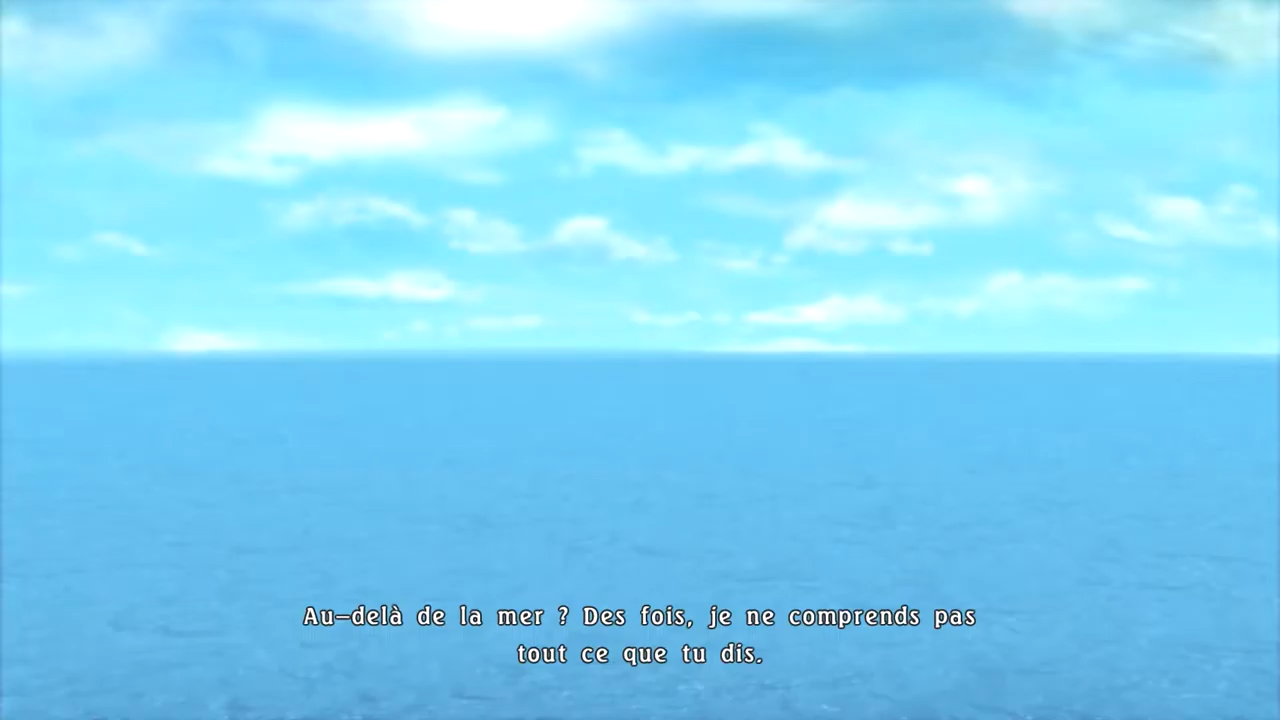 Au-delà de la mer ? Des fois, je ne comprends pas
tout ce que tu dis.